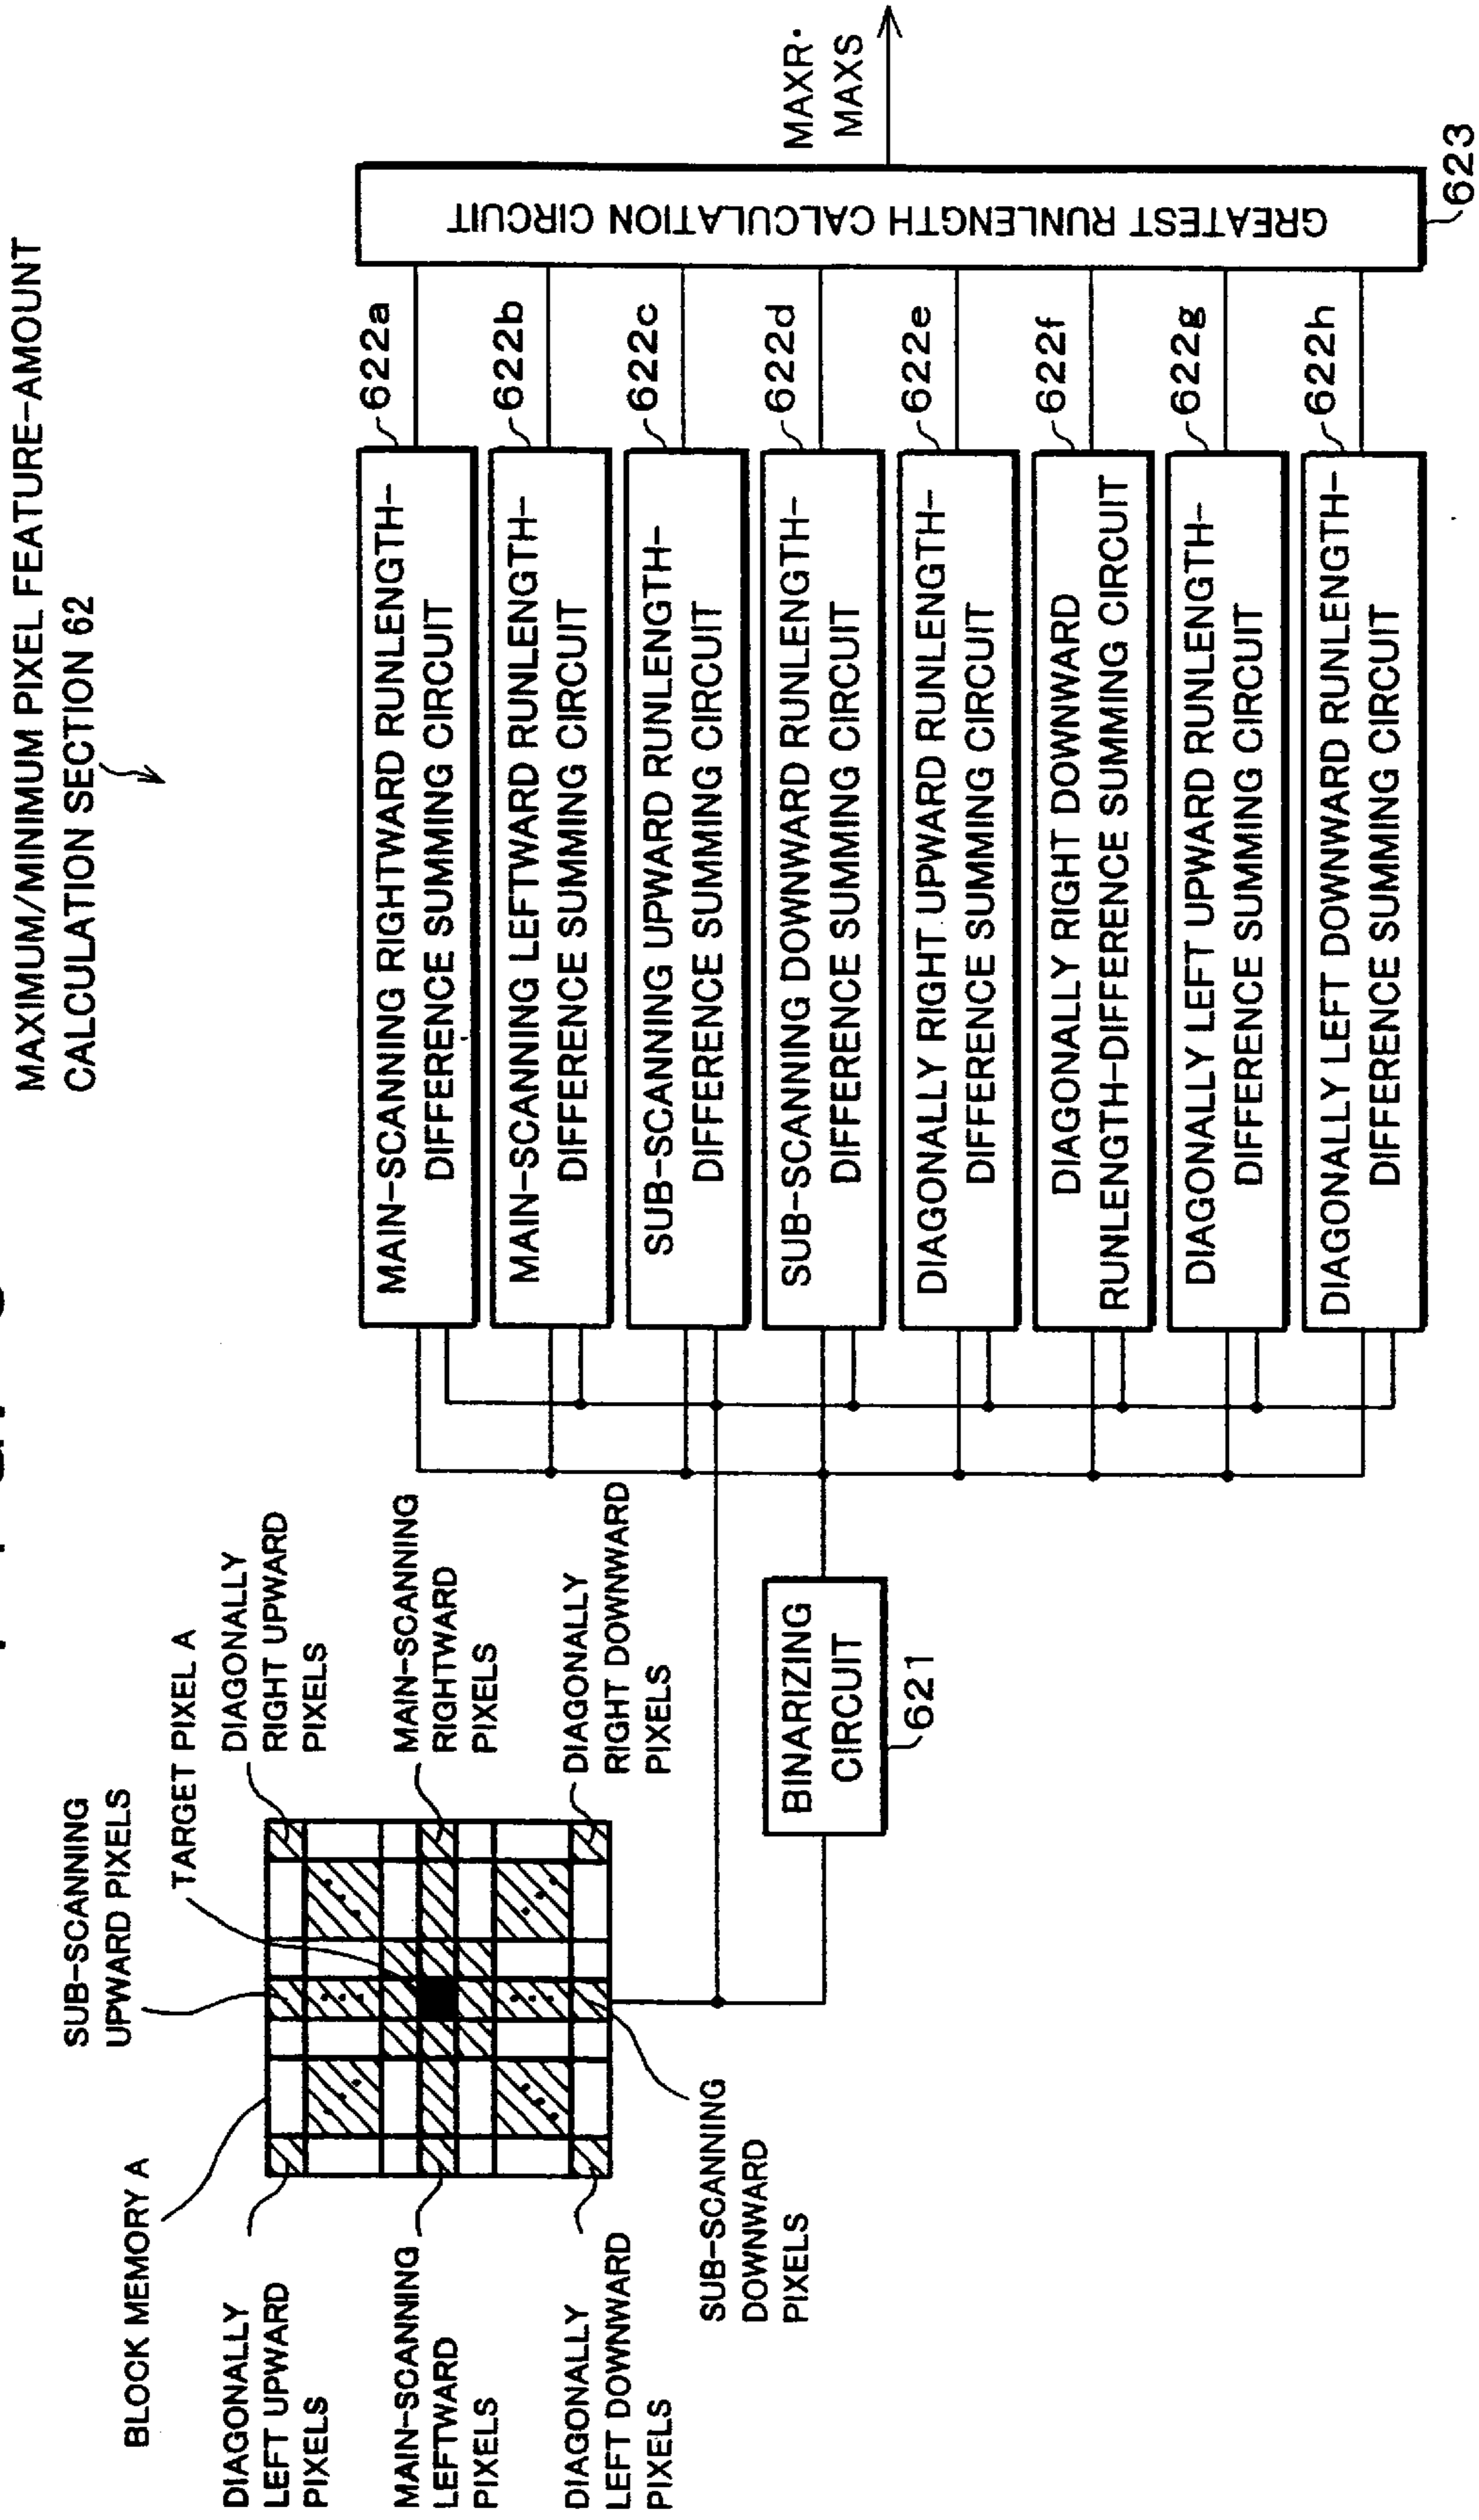 MAXIMUM/MINIMUM PIXEL FEATURE-AMOUNT
CALCULATION SECTION 62
BLOCK MEMORY A
SUB-SCANNING
UPWARD PIXELS
TARGET PIXEL A
DIAGONALLY
LEFT UPWARD
PIXELS
DIAGONALLY
RIGHT UPWARD
PIXELS
MAIN-SCANNING
LEFTWARD
PIXELS
MAIN-SCANNING
RIGHTWARD
PIXELS
DIAGONALLY
LEFT DOWNWARD
PIXELS
DIAGONALLY
RIGHT DOWNWARD
PIXELS
SUB-SCANNING
DOWNWARD
PIXELS
BINARIZING
CIRCUIT
621
MAIN-SCANNING RIGHTWARD RUNLENGTH-
DIFFERENCE SUMMING CIRCUIT
622a
MAIN-SCANNING LEFTWARD RUNLENGTH-
DIFFERENCE SUMMING CIRCUIT
622b
SUB-SCANNING UPWARD RUNLENGTH-
DIFFERENCE SUMMING CIRCUIT
622c
SUB-SCANNING DOWNWARD RUNLENGTH-
DIFFERENCE SUMMING CIRCUIT
622d
DIAGONALLY RIGHT UPWARD RUNLENGTH-
DIFFERENCE SUMMING CIRCUIT
622e
DIAGONALLY RIGHT DOWNWARD
RUNLENGTH-DIFFERENCE SUMMING CIRCUIT
622f
DIAGONALLY LEFT UPWARD RUNLENGTH-
DIFFERENCE SUMMING CIRCUIT
622g
DIAGONALLY LEFT DOWNWARD RUNLENGTH-
DIFFERENCE SUMMING CIRCUIT
622h
GREATEST RUNLENGTH CALCULATION CIRCUIT
623
MAXR·
MAXS